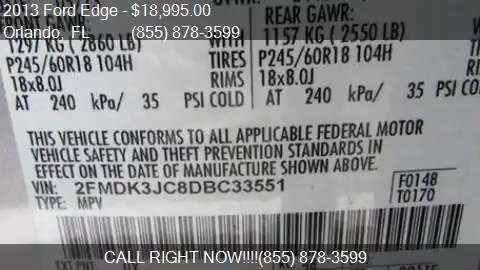 2013 Ford Edge - $18,995.00
Orlando, FL (855) 878-3599
FRONT GAWR:
REAR GAWR:
1297 KG ( 2860 LB)
1157 KG ( 2550 LB)
P245/60R18 104H TIRES P245/60R18 104H
18x8.0J RIMS 18x8.0J
AT 240 kPa/ 35 PSI COLD AT 240 kPa/ 35 PSI COLD
THIS VEHICLE CONFORMS TO ALL APPLICABLE FEDERAL MOTOR
VEHICLE SAFETY AND THEFT PREVENTION STANDARDS IN
EFFECT ON THE DATE OF MANUFACTURE SHOWN ABOVE.
VIN: 2FMDK3JC8DBC33551
TYPE: MPV
F0148
T0170
CALL RIGHT NOW!!!!(855) 878-3599